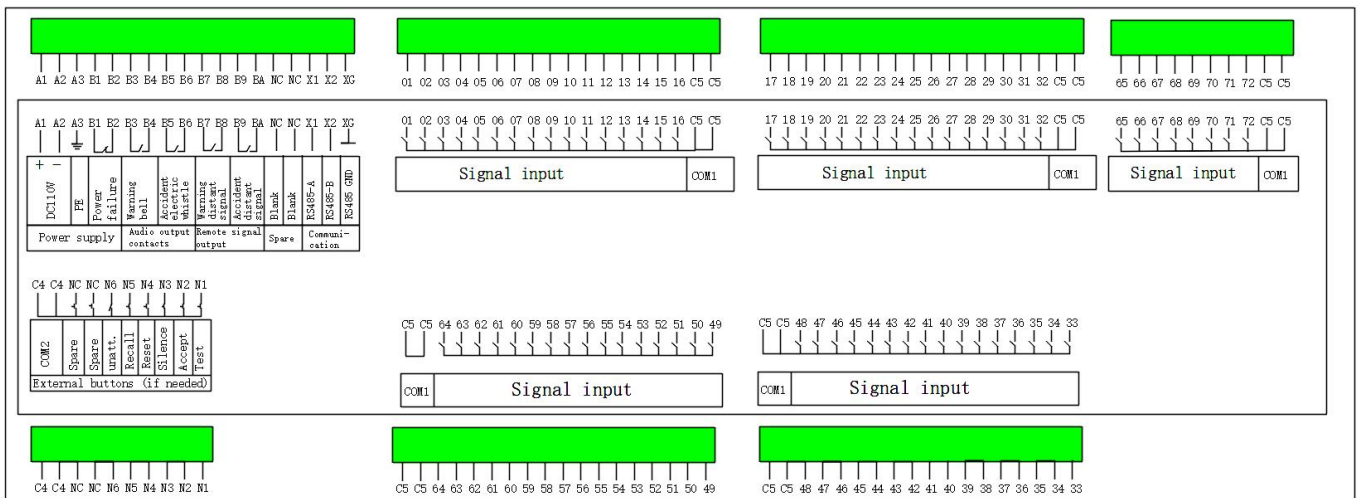 A1 A2 A3 B1 B2 B3 B4 B5 B6 B7 B8 B9 BA NC NC X1 X2 XG
01 02 03 04 05 06 07 08 09 10 11 12 13 14 15 16 C5 C5
17 18 19 20 21 22 23 24 25 26 27 28 29 30 31 32 C5 C5
65 66 67 68 69 70 71 72 C5 C5
A1 A2 A3 B1 B2 B3 B4 B5 B6 B7 B8 B9 BA NC NC X1 X2 XG
+ −
DC110V
PE
Power failure
Warning bell
Accident electric whistle
Warning distant signal
Accident distant signal
Blank
Blank
RS485-A
RS485-B
RS485 GND
Power supply
Audio output
contacts
Remote signal
output
Spare
Communi-
cation
01 02 03 04 05 06 07 08 09 10 11 12 13 14 15 16 C5 C5
Signal input COM1
17 18 19 20 21 22 23 24 25 26 27 28 29 30 31 32 C5 C5
Signal input COM1
65 66 67 68 69 70 71 72 C5 C5
Signal input COM1
C4 C4 NC NC N6 N5 N4 N3 N2 N1
COM2
Spare
Spare
unatt.
Recall
Reset
Silence
Accept
Test
External buttons (if needed)
C5 C5 64 63 62 61 60 59 58 57 56 55 54 53 52 51 50 49
COM1 Signal input
C5 C5 48 47 46 45 44 43 42 41 40 39 38 37 36 35 34 33
COM1 Signal input
C4 C4 NC NC N6 N5 N4 N3 N2 N1
C5 C5 64 63 62 61 60 59 58 57 56 55 54 53 52 51 50 49
C5 C5 48 47 46 45 44 43 42 41 40 39 38 37 36 35 34 33